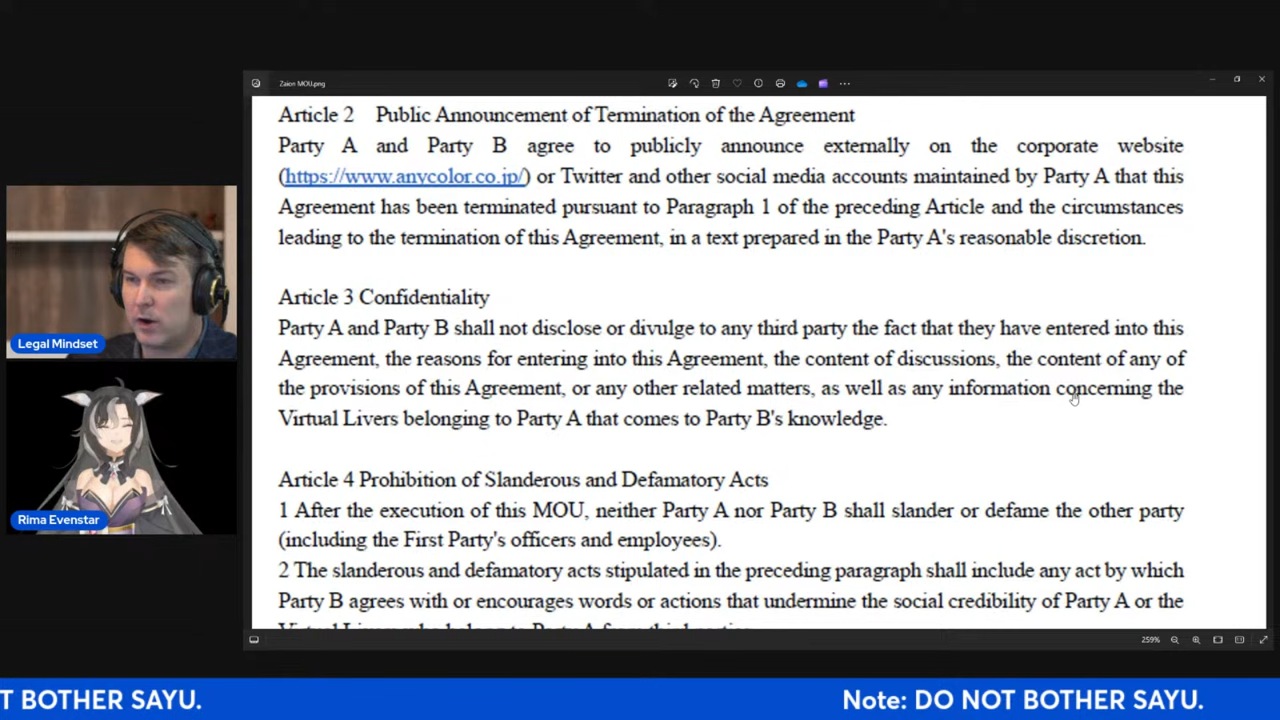 Zaion MOU.png
Article 2 Public Announcement of Termination of the Agreement
Party A and Party B agree to publicly announce externally on the corporate website
(https://www.anycolor.co.jp/) or Twitter and other social media accounts maintained by Party A that this
Agreement has been terminated pursuant to Paragraph 1 of the preceding Article and the circumstances
leading to the termination of this Agreement, in a text prepared in the Party A's reasonable discretion.
Article 3 Confidentiality
Party A and Party B shall not disclose or divulge to any third party the fact that they have entered into this
Agreement, the reasons for entering into this Agreement, the content of discussions, the content of any of
the provisions of this Agreement, or any other related matters, as well as any information concerning the
Virtual Livers belonging to Party A that comes to Party B's knowledge.
Article 4 Prohibition of Slanderous and Defamatory Acts
1 After the execution of this MOU, neither Party A nor Party B shall slander or defame the other party
(including the First Party's officers and employees).
2 The slanderous and defamatory acts stipulated in the preceding paragraph shall include any act by which
Party B agrees with or encourages words or actions that undermine the social credibility of Party A or the
259%
Legal Mindset
Rima Evenstar
T BOTHER SAYU.
Note: DO NOT BOTHER SAYU.